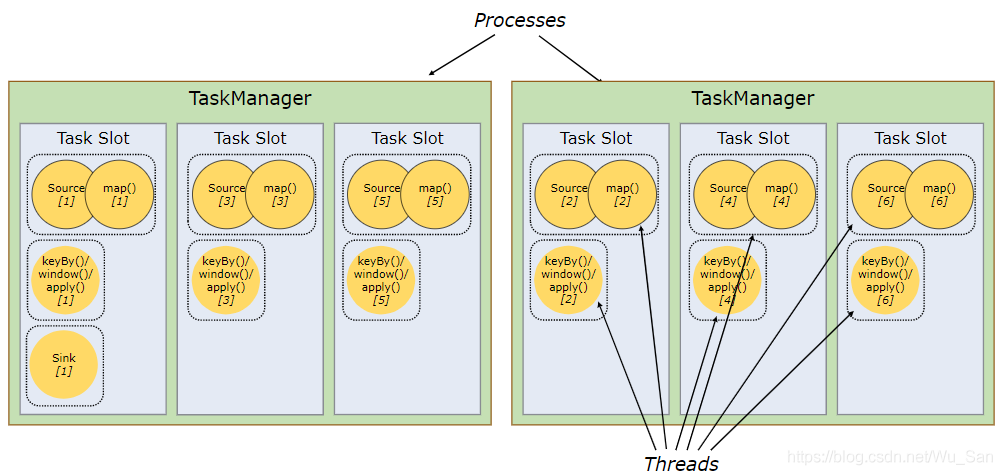 Processes
TaskManager
Task Slot
Source
[1]
map()
[1]
keyBy()/
window()/
apply()
[1]
Sink
[1]
Task Slot
Source
[3]
map()
[3]
keyBy()/
window()/
apply()
[3]
Task Slot
Source
[5]
map()
[5]
keyBy()/
window()/
apply()
[5]
TaskManager
Task Slot
Source
[2]
map()
[2]
keyBy()/
window()/
apply()
[2]
Task Slot
Source
[4]
map()
[4]
keyBy()/
window()/
apply()
[4]
Task Slot
Source
[6]
map()
[6]
keyBy()/
window()/
apply()
[6]
Threads
https://blog.csdn.net/Wu_San